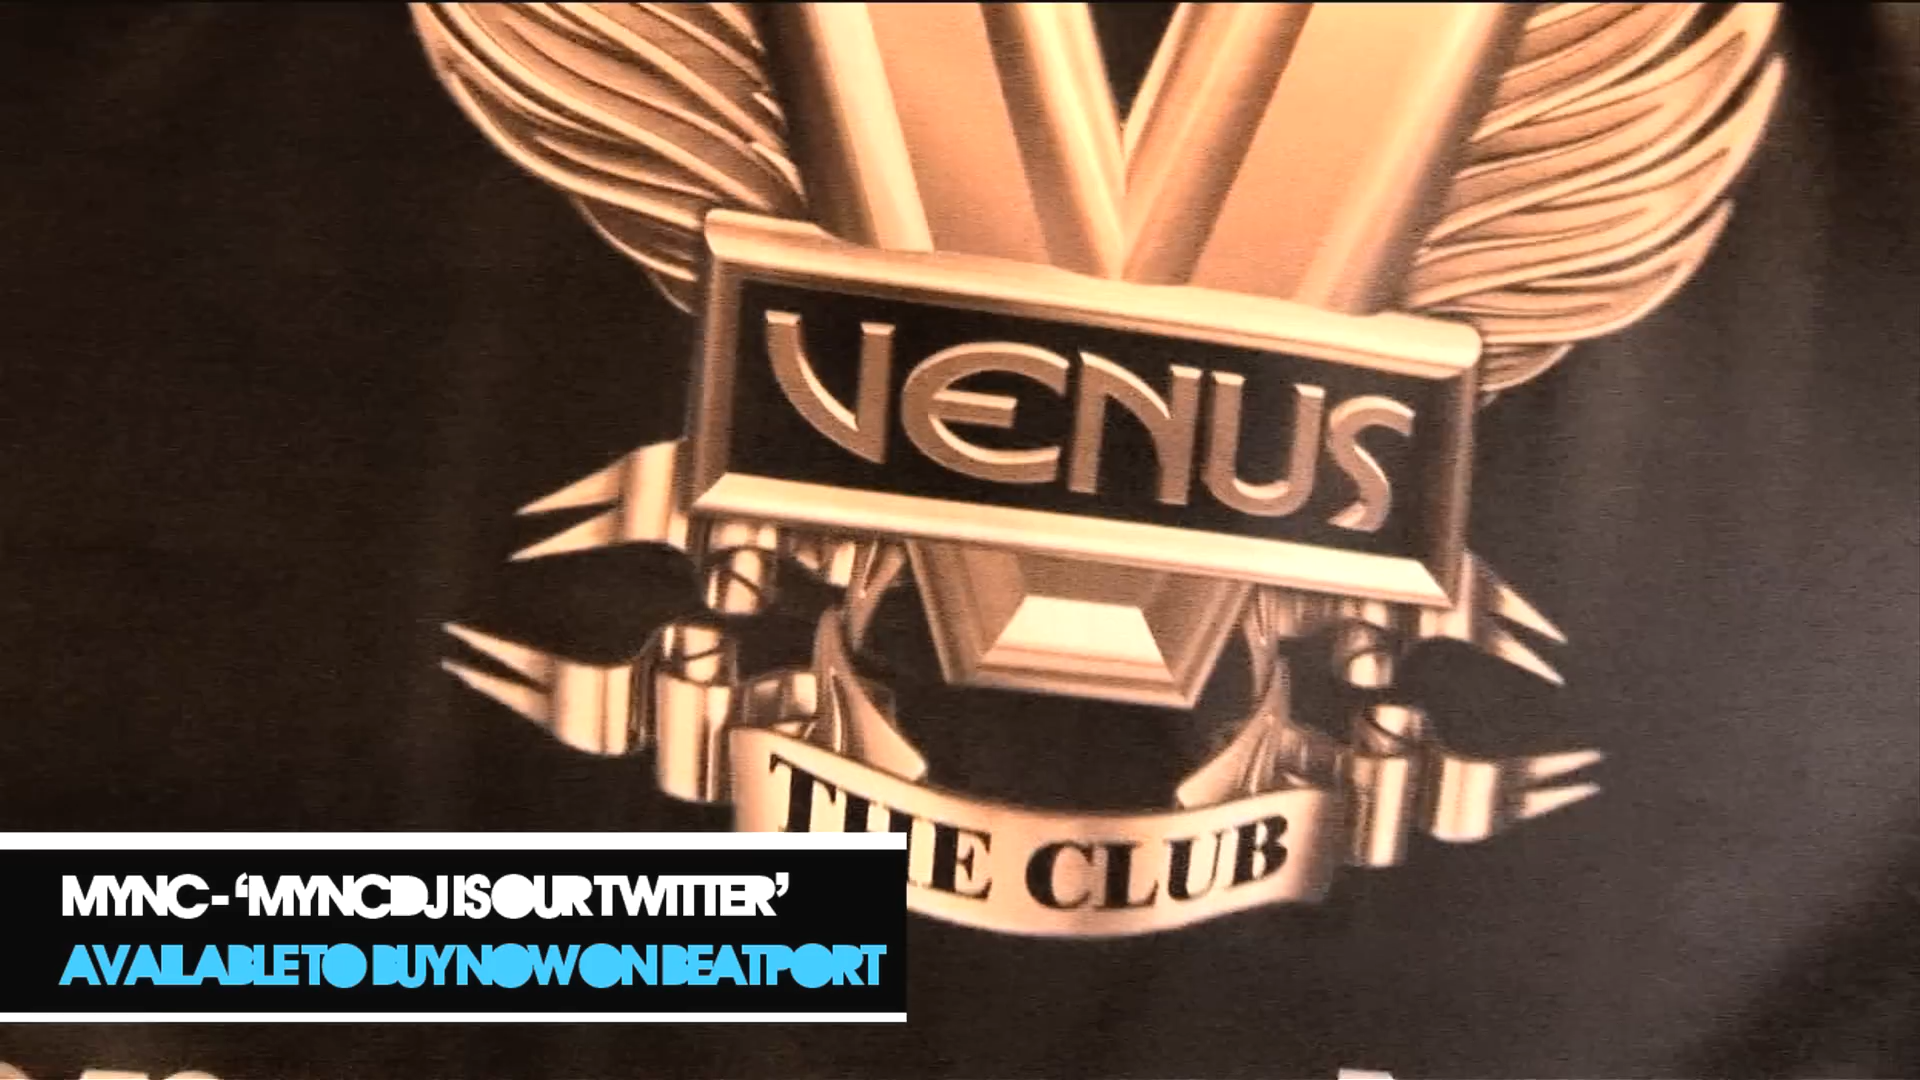 VENUS
THE CLUB
MYNC - ‘MYNCDJ IS OUR TWITTER’
AVAILABLE TO BUY NOW ON BEATPORT